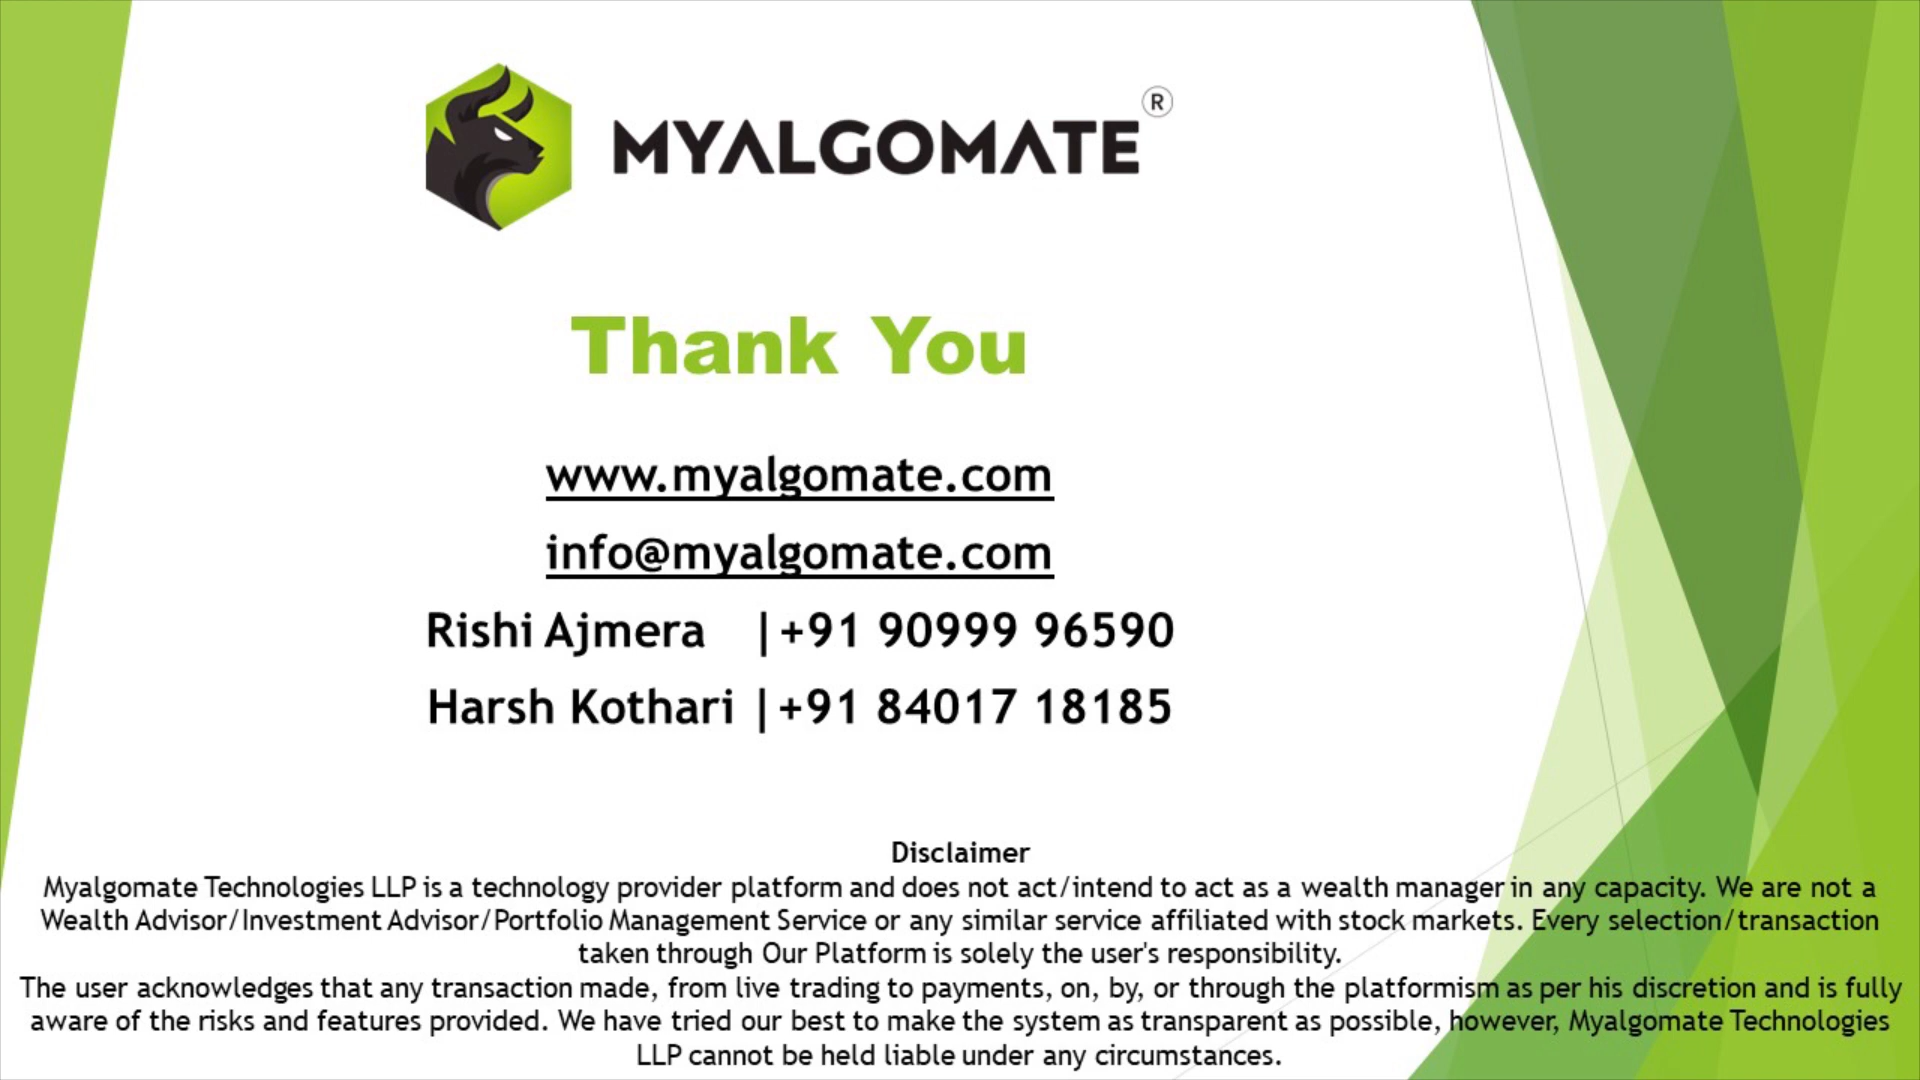 MYALGOMATE ®
Thank You
www.myalgomate.com
info@myalgomate.com
Rishi Ajmera |+91 90999 96590
Harsh Kothari |+91 84017 18185
Disclaimer
Myalgomate Technologies LLP is a technology provider platform and does not act/intend to act as a wealth manager in any capacity. We are not a
Wealth Advisor/Investment Advisor/Portfolio Management Service or any similar service affiliated with stock markets. Every selection/transaction
taken through Our Platform is solely the user's responsibility.
The user acknowledges that any transaction made, from live trading to payments, on, by, or through the platformism as per his discretion and is fully
aware of the risks and features provided. We have tried our best to make the system as transparent as possible, however, Myalgomate Technologies
LLP cannot be held liable under any circumstances.